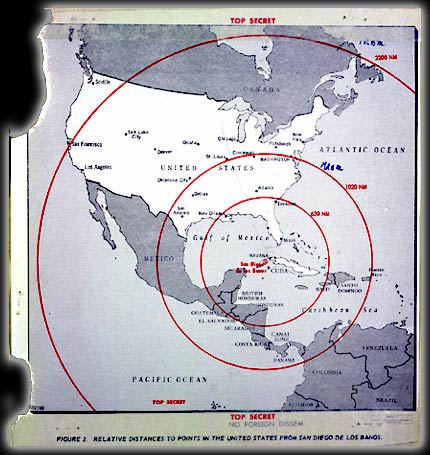 TOP SECRET
2200 NM
CANADA
Seattle
San Francisco
Los Angeles
Salt Lake City
Denver
Omaha
Chicago
St. Louis
Cincinnati
Pittsburgh
New York
WASHINGTON
UNITED STATES
Oklahoma City
Dallas
Atlanta
Savannah
San Antonio
New Orleans
Miami
ATLANTIC OCEAN
1020 NM
630 NM
Gulf of Mexico
MEXICO
HAVANA
San Diego de los Banos
CUBA
HAITI
SANTO DOMINGO
Puerto Rico
BRITISH HONDURAS
HONDURAS
GUATEMALA
EL SALVADOR
NICARAGUA
COSTA RICA
CANAL ZONE
PANAMA
Caribbean Sea
VENEZUELA
COLOMBIA
ECUADOR
BRAZIL
PACIFIC OCEAN
TOP SECRET
TOP SECRET
NO FOREIGN DISSEM
FIGURE 2. RELATIVE DISTANCES TO POINTS IN THE UNITED STATES FROM SAN DIEGO DE LOS BANOS.